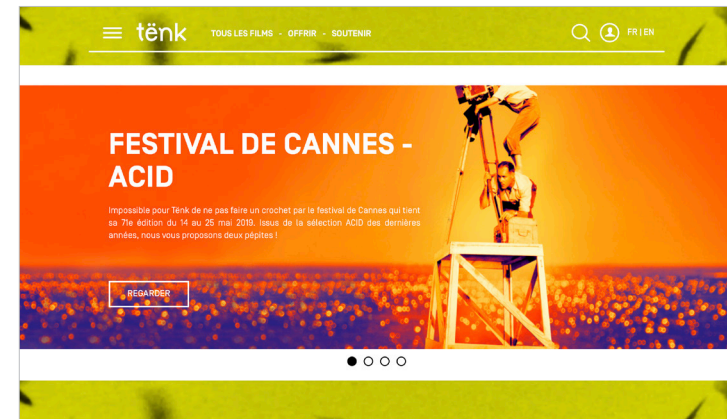 tënk TOUS LES FILMS - OFFRIR - SOUTENIR FR | EN
FESTIVAL DE CANNES -
ACID
Impossible pour Tënk de ne pas faire un crochet par le festival de Cannes qui tient
sa 71e édition du 14 au 25 mai 2019. Issus de la sélection ACID des dernières
années, nous vous proposons deux pépites !
REGARDER